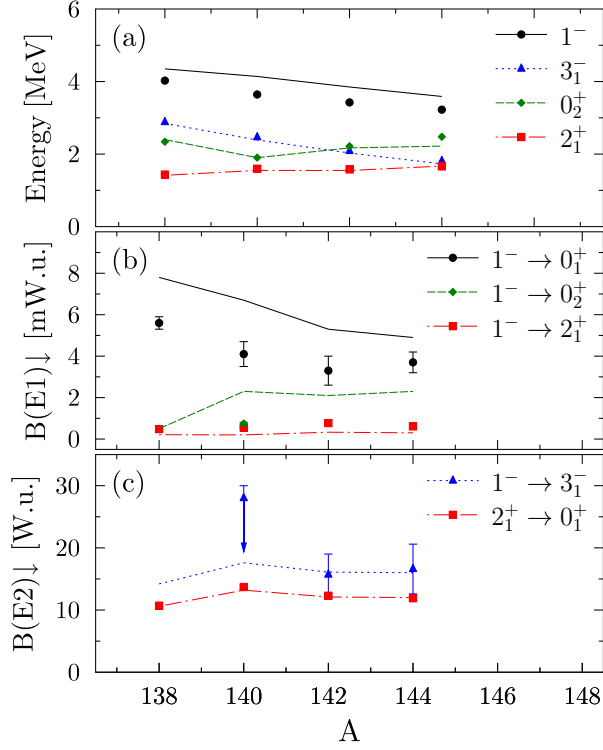 6
4
2
0
Energy [MeV]
(a)
1⁻
3₁⁻
0₂⁺
2₁⁺
8
6
4
2
0
B(E1)↓ [mW.u.]
(b)
1⁻ → 0₁⁺
1⁻ → 0₂⁺
1⁻ → 2₁⁺
30
20
10
0
B(E2)↓ [W.u.]
(c)
1⁻ → 3₁⁻
2₁⁺ → 0₁⁺
138 140 142 144 146 148
A